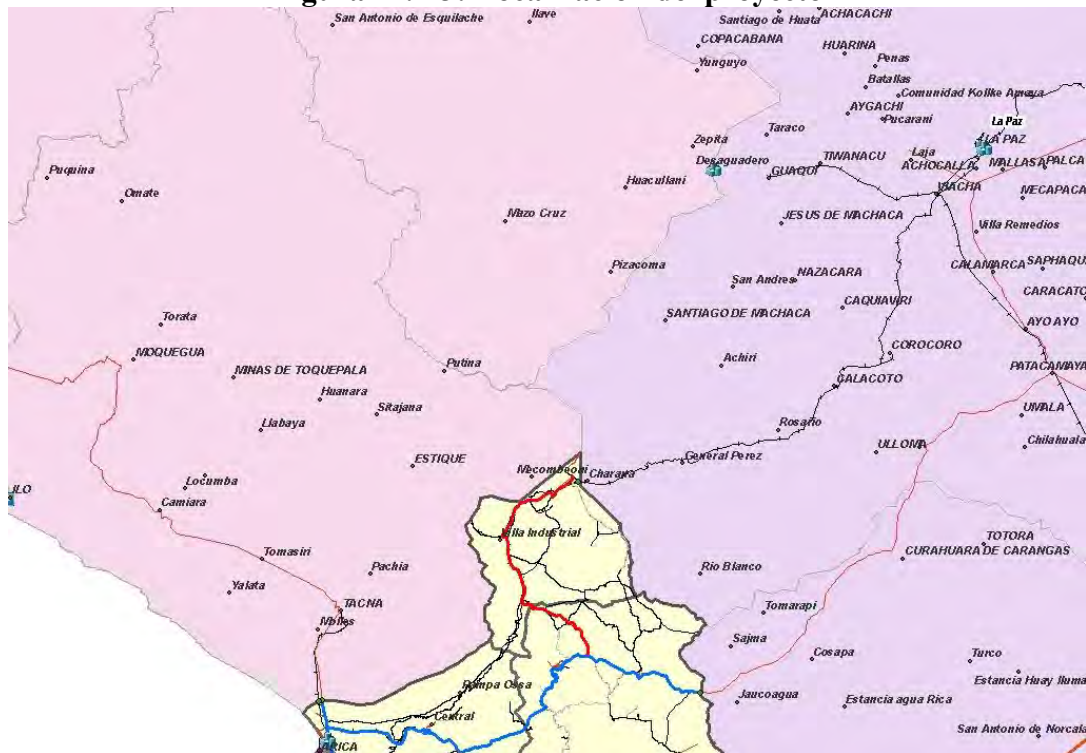 San Antonio de Esquilache
Ilave
Santiago de Huata
ACHACACHI
COPACABANA
HUARINA
Yunguyo
Penas
Batallas
Comunidad Kollke Amaya
AYGACHI
Pucarani
La Paz
Taraco
Zepita
LA PAZ
Desaguadero
TIWANACU
Laja
ACHOCALLA
MALLASA
PALCA
GUAQUI
Puquina
Omate
Huacullani
VIACHA
MECAPACA
Mazo Cruz
JESUS DE MACHACA
Villa Remedios
Pizacoma
San Andres
NAZACARA
CALAMARCA
SAPHAQU
CARACATO
CAQUIAVIRI
SANTIAGO DE MACHACA
Torata
AYO AYO
MOQUEGUA
COROCORO
Achiri
Putina
PATACAMAYA
MINAS DE TOQUEPALA
CALACOTO
Huanara
Sitajana
UMALA
Llabaya
Rosario
ULLOMA
Chilahuala
ESTIQUE
General Perez
Charana
Locumba
ILO
Camiara
Villa Industrial
TOTORA
CURAHUARA DE CARANGAS
Tomasiri
Pachia
Rio Blanco
Yalata
TACNA
Tomarapi
Molles
Sajma
Cosapa
Turco
Estancia Huay lluma
Pampa Ossa
Jaucoagua
Estancia agua Rica
Central
San Antonio de Norcala
ARICA